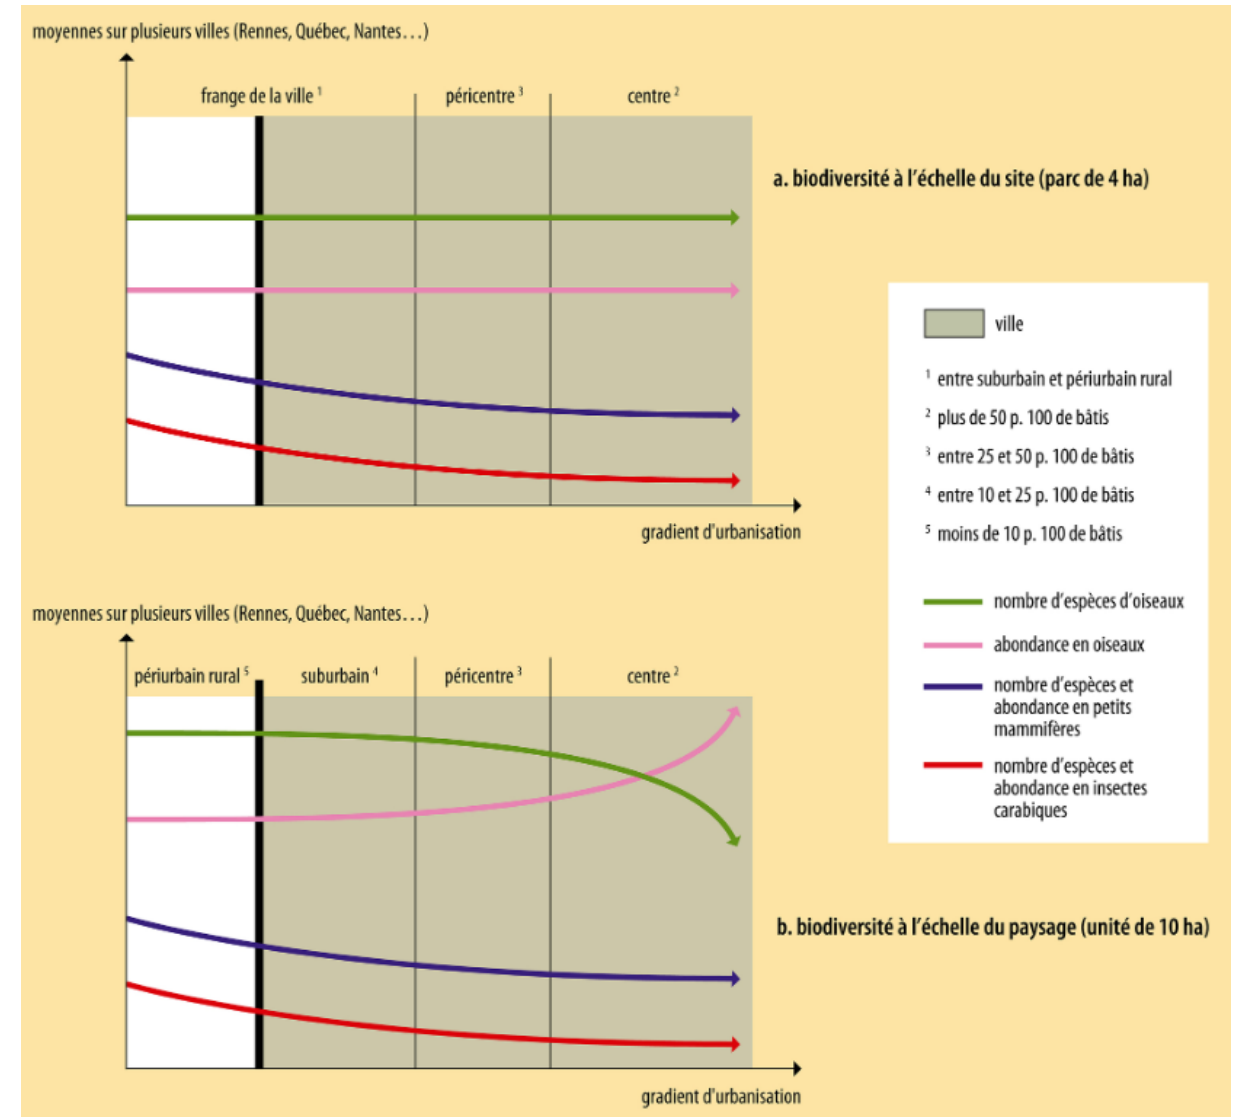 moyennes sur plusieurs villes (Rennes, Québec, Nantes…)
frange de la ville ¹
péricentre ³
centre ²
a. biodiversité à l'échelle du site (parc de 4 ha)
gradient d'urbanisation
ville
¹ entre suburbain et périurbain rural
² plus de 50 p. 100 de bâtis
³ entre 25 et 50 p. 100 de bâtis
⁴ entre 10 et 25 p. 100 de bâtis
⁵ moins de 10 p. 100 de bâtis
nombre d'espèces d'oiseaux
abondance en oiseaux
nombre d'espèces et
abondance en petits
mammifères
nombre d'espèces et
abondance en insectes
carabiques
moyennes sur plusieurs villes (Rennes, Québec, Nantes…)
périurbain rural ⁵
suburbain ⁴
péricentre ³
centre ²
b. biodiversité à l'échelle du paysage (unité de 10 ha)
gradient d'urbanisation